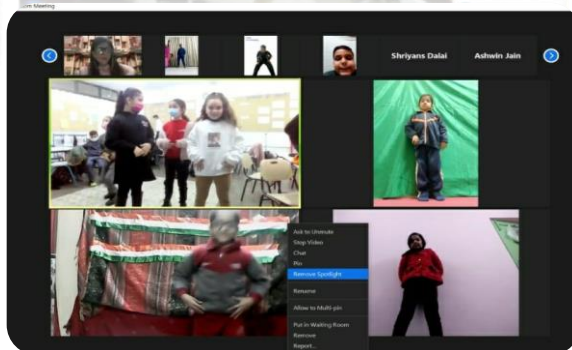 Meeting
Shriyans Dalai
Ashwin Jain
Ask to Unmute
Stop Video
Chat
Pin
Remove Spotlight
Rename
Allow to Multi-pin
Put in Waiting Room
Remove
Report...